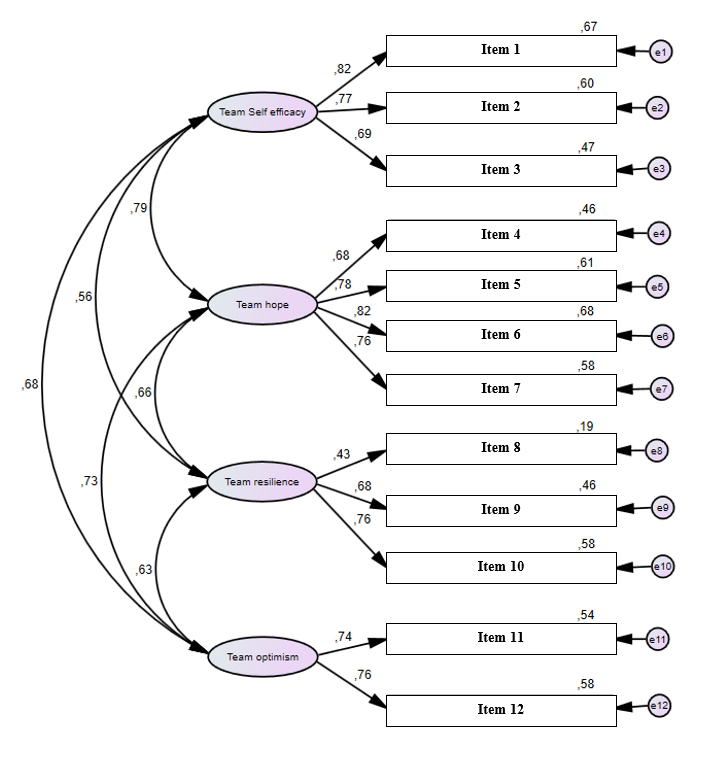 ,67
Item 1
e1
,82
,60
,77
Item 2
e2
Team Self efficacy
,69
,47
Item 3
e3
,79
,46
Item 4
e4
,68
,61
,78
Item 5
e5
,56
Team hope
,82
,68
Item 6
e6
,76
,58
Item 7
e7
,68
,66
,19
Item 8
e8
,43
,73
Team resilience
,68
,46
Item 9
e9
,76
,58
Item 10
e10
,63
,54
,74
Item 11
e11
Team optimism
,76
,58
Item 12
e12